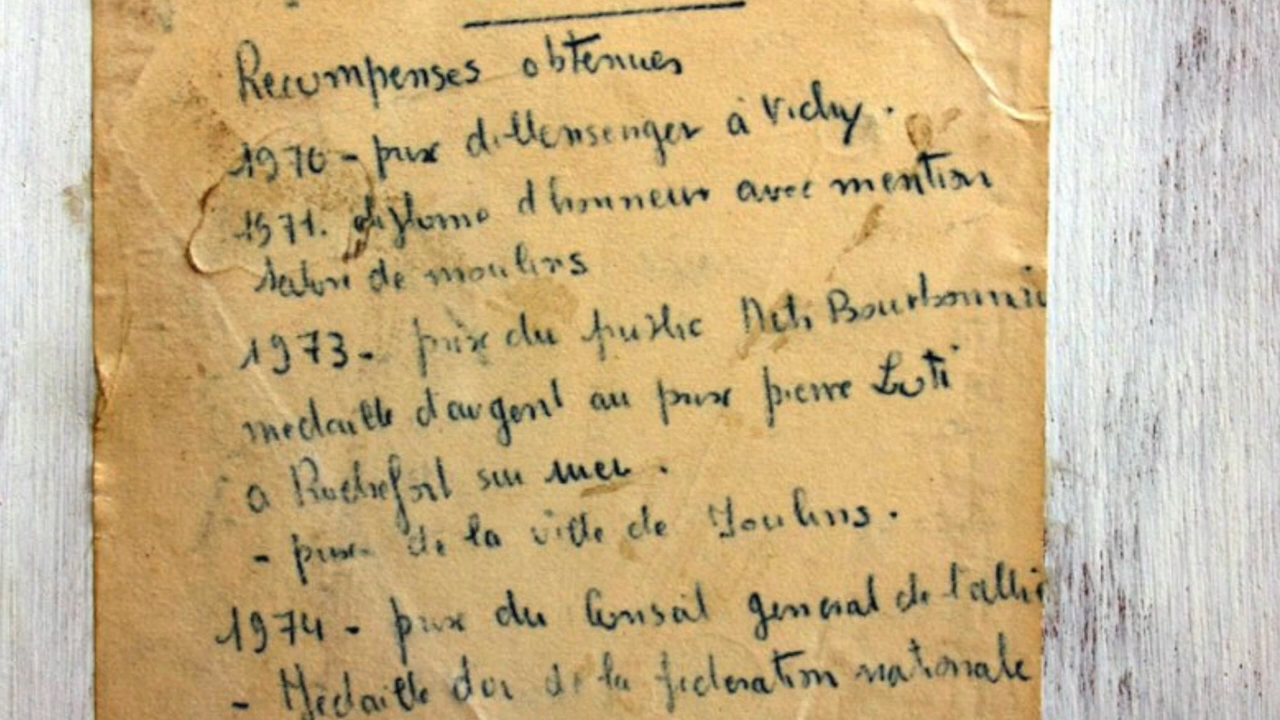 Recompenses obtenues
1970 - prix d'Illensenger à Vichy.
1971. diplome d'honneur avec mention
salon de moulins
1973 - prix du public Arts Bourbonnais
medaille d'argent au prix pierre Loti
a Rochefort sur mer.
- prix de la ville de Moulins.
1974 - prix du Conseil general de l'allier
- Médaille d'or de la federation nationale